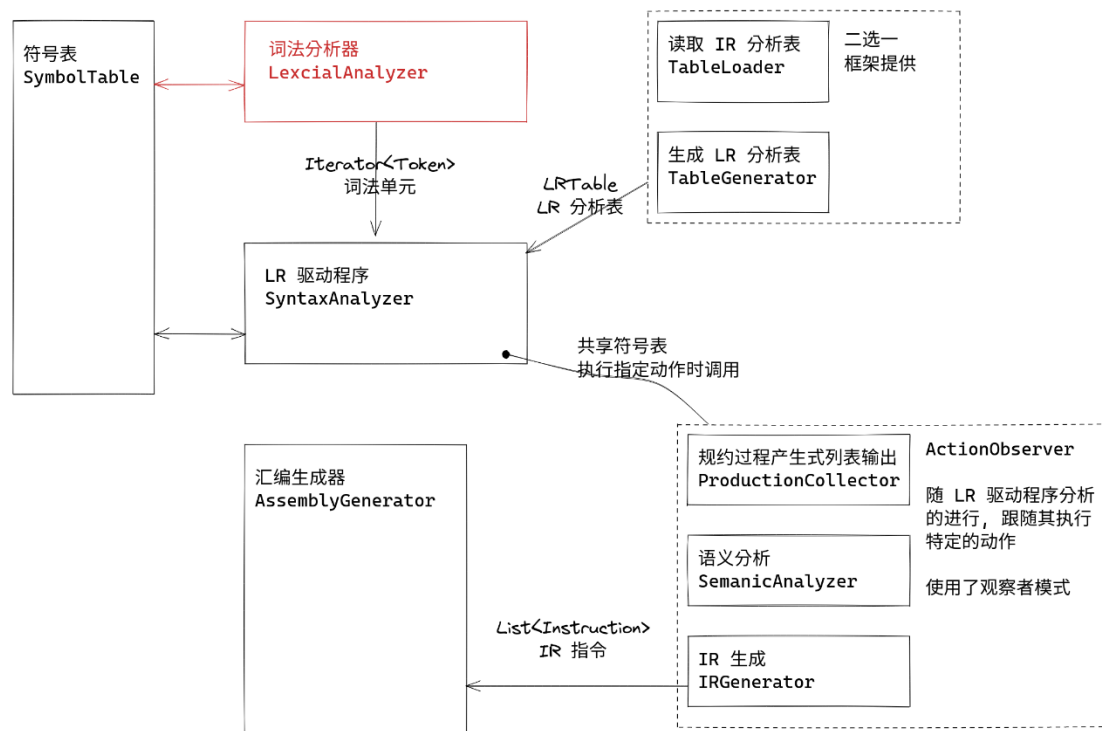 符号表
SymbolTable
词法分析器
LexcialAnalyzer
读取 IR 分析表
TableLoader
二选一
框架提供
生成 LR 分析表
TableGenerator
Iterator<Token>
词法单元
LRTable
LR 分析表
LR 驱动程序
SyntaxAnalyzer
共享符号表
执行指定动作时调用
汇编生成器
AssemblyGenerator
规约过程产生式列表输出
ProductionCollector
ActionObserver
随 LR 驱动程序分析
的进行, 跟随其执行
特定的动作
使用了观察者模式
语义分析
SemanicAnalyzer
List<Instruction>
IR 指令
IR 生成
IRGenerator